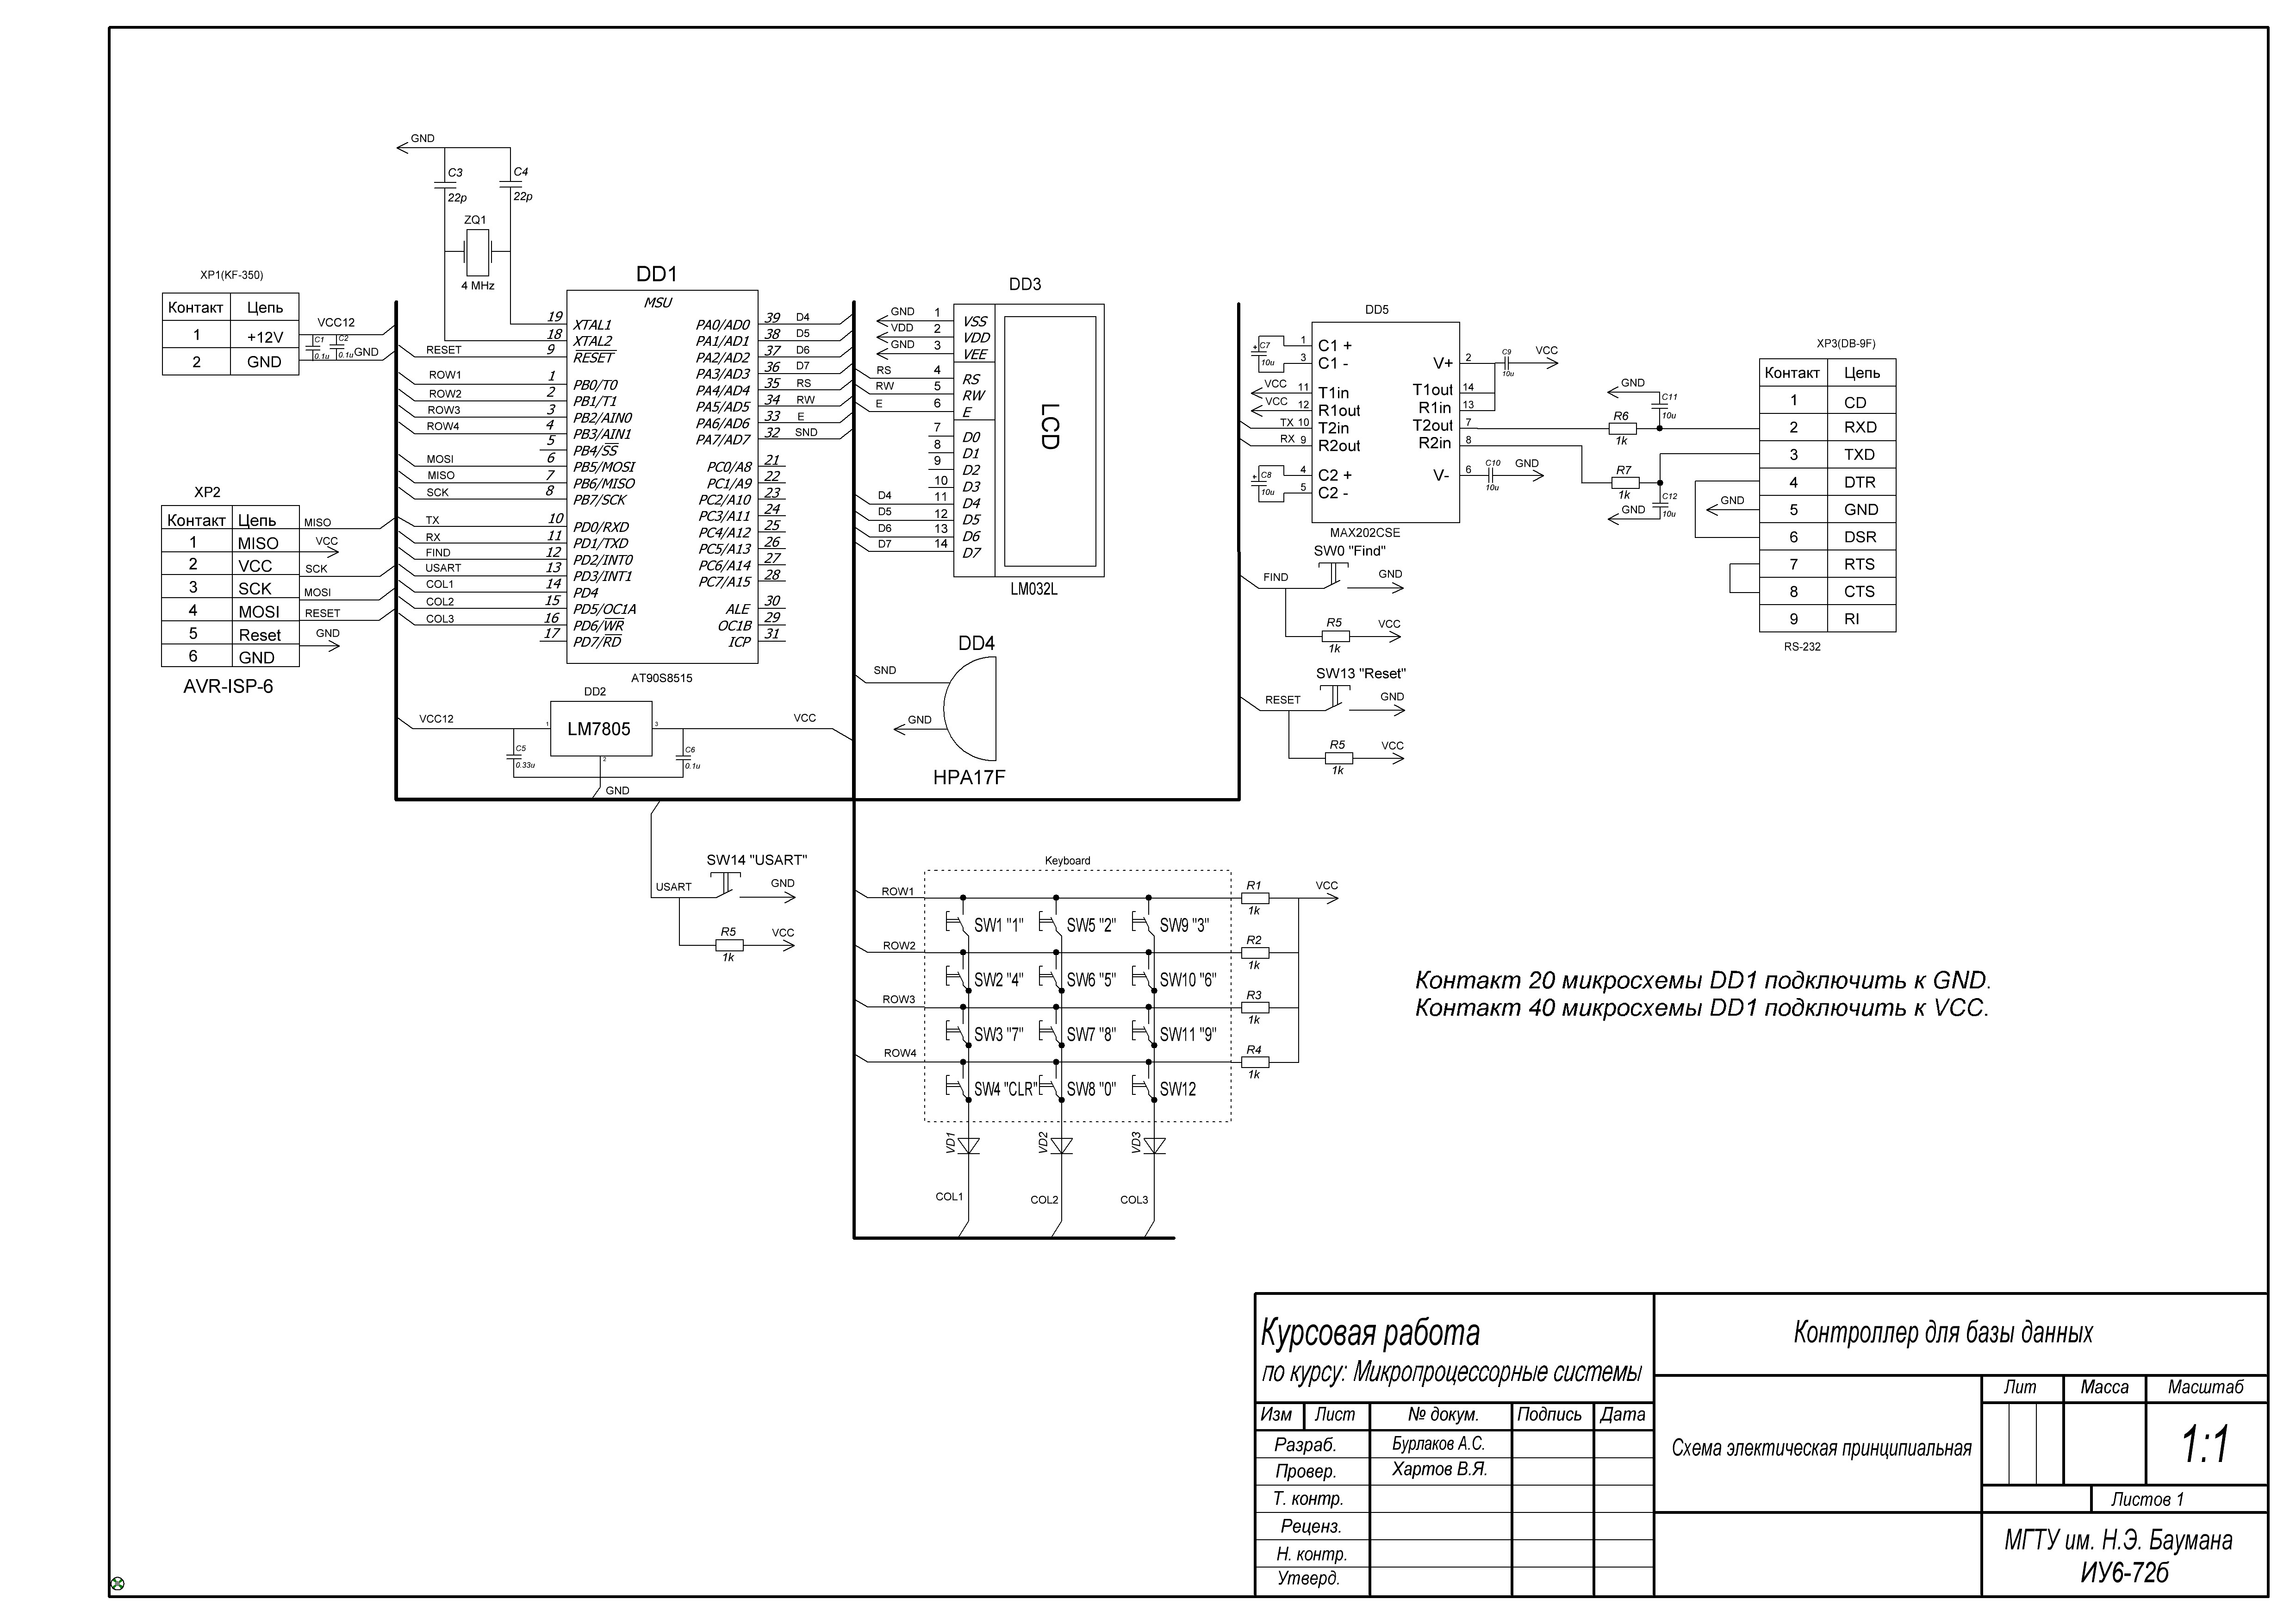 GND
C3
22p
C4
22p
ZQ1
4 MHz
XP1(KF-350)
Контакт Цепь
1 +12V
2 GND
VCC12
C1
0.1u
C2
0.1u
GND
XP2
Контакт Цепь
1 MISO
2 VCC
3 SCK
4 MOSI
5 Reset
6 GND
AVR-ISP-6
MISO
VCC
SCK
MOSI
RESET
GND
DD1
MSU
19 XTAL1
18 XTAL2
RESET 9 RESET
ROW1 1 PB0/T0
ROW2 2 PB1/T1
ROW3 3 PB2/AIN0
ROW4 4 PB3/AIN1
5 PB4/SS
MOSI 6 PB5/MOSI
MISO 7 PB6/MISO
SCK 8 PB7/SCK
TX 10 PD0/RXD
RX 11 PD1/TXD
FIND 12 PD2/INT0
USART 13 PD3/INT1
COL1 14 PD4
COL2 15 PD5/OC1A
COL3 16 PD6/WR
17 PD7/RD
PA0/AD0 39 D4
PA1/AD1 38 D5
PA2/AD2 37 D6
PA3/AD3 36 D7
PA4/AD4 35 RS
PA5/AD5 34 RW
PA6/AD6 33 E
PA7/AD7 32 SND
PC0/A8 21
PC1/A9 22
PC2/A10 23
PC3/A11 24
PC4/A12 25
PC5/A13 26
PC6/A14 27
PC7/A15 28
ALE 30
OC1B 29
ICP 31
AT90S8515
DD2
LM7805
VCC12
1
3
2
VCC
C5
0.33u
C6
0.1u
GND
DD3
GND 1 VSS
VDD 2 VDD
GND 3 VEE
RS 4 RS
RW 5 RW
E 6 E
7 D0
8 D1
9 D2
10 D3
D4 11 D4
D5 12 D5
D6 13 D6
D7 14 D7
LCD
LM032L
DD4
SND
GND
HPA17F
DD5
C7
+
10u
1 C1 +
3 C1 -
VCC 11 T1in
VCC 12 R1out
TX 10 T2in
RX 9 R2out
C8
+
10u
4 C2 +
5 C2 -
V+ 2
T1out 14
R1in 13
T2out 7
R2in 8
V- 6
C9
10u
VCC
C10
10u
GND
MAX202CSE
GND
C11
10u
R6
1k
R7
1k
GND
C12
10u
XP3(DB-9F)
Контакт Цепь
1 CD
2 RXD
3 TXD
4 DTR
5 GND
6 DSR
7 RTS
8 CTS
9 RI
RS-232
GND
SW0 "Find"
FIND
GND
R5
1k
VCC
SW13 "Reset"
RESET
GND
R5
1k
VCC
SW14 "USART"
USART
GND
R5
1k
VCC
Keyboard
ROW1
SW1 "1" SW5 "2" SW9 "3"
R1
1k
VCC
ROW2
SW2 "4" SW6 "5" SW10 "6"
R2
1k
ROW3
SW3 "7" SW7 "8" SW11 "9"
R3
1k
ROW4
SW4 "CLR" SW8 "0" SW12
R4
1k
VD1 VD2 VD3
COL1 COL2 COL3
Контакт 20 микросхемы DD1 подключить к GND.
Контакт 40 микросхемы DD1 подключить к VCC.
Курсовая работа
по курсу: Микропроцессорные системы
Контроллер для базы данных
Изм Лист № докум. Подпись Дата
Разраб. Бурлаков А.С.
Провер. Хартов В.Я.
Т. контр.
Реценз.
Н. контр.
Утверд.
Схема электическая принципиальная
Лит Масса Масштаб
1:1
Листов 1
МГТУ им. Н.Э. Баумана
ИУ6-72б